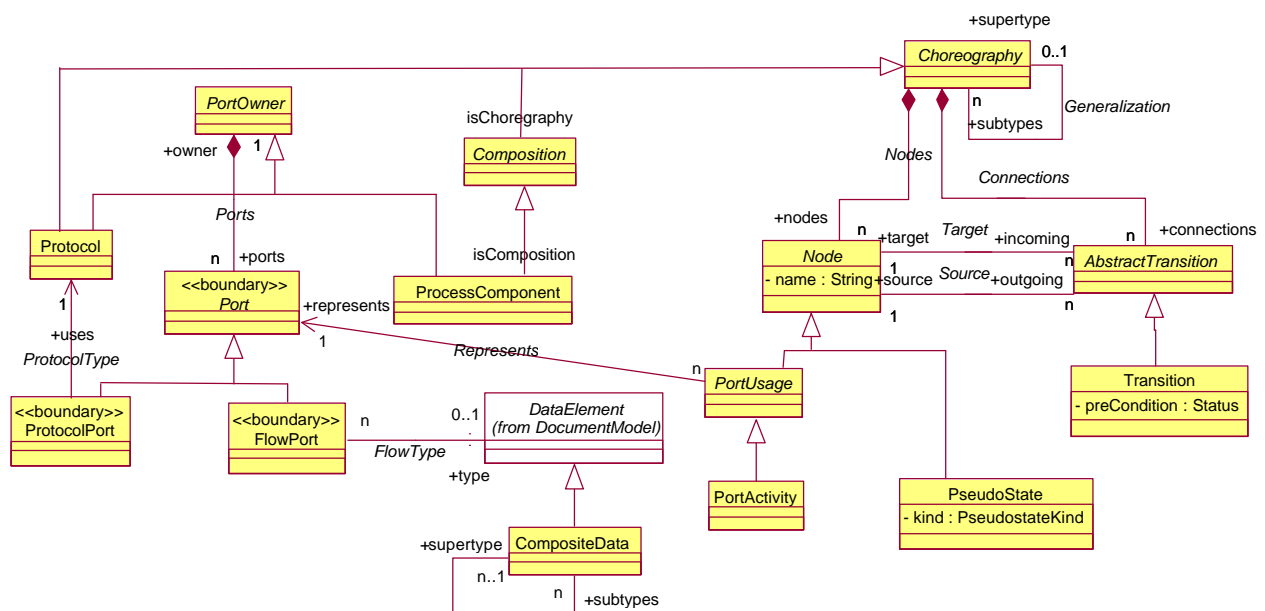 +supertype
Choreography
0..1
n
+subtypes
Generalization
PortOwner
+owner
1
isChoregraphy
Composition
Nodes
Connections
Ports
Protocol
n
+ports
isComposition
+nodes
n
Target
+target
+incoming
n
+connections
1
n
Node
- name : String
Source
+source
+outgoing
1
n
AbstractTransition
<<boundary>>
Port
ProcessComponent
+represents
1
1
+uses
ProtocolType
Represents
n
PortUsage
Transition
- preCondition : Status
<<boundary>>
ProtocolPort
<<boundary>>
FlowPort
n
FlowType
0..1
+type
DataElement
(from DocumentModel)
PortActivity
PseudoState
- kind : PseudostateKind
CompositeData
+supertype
n..1
n
+subtypes